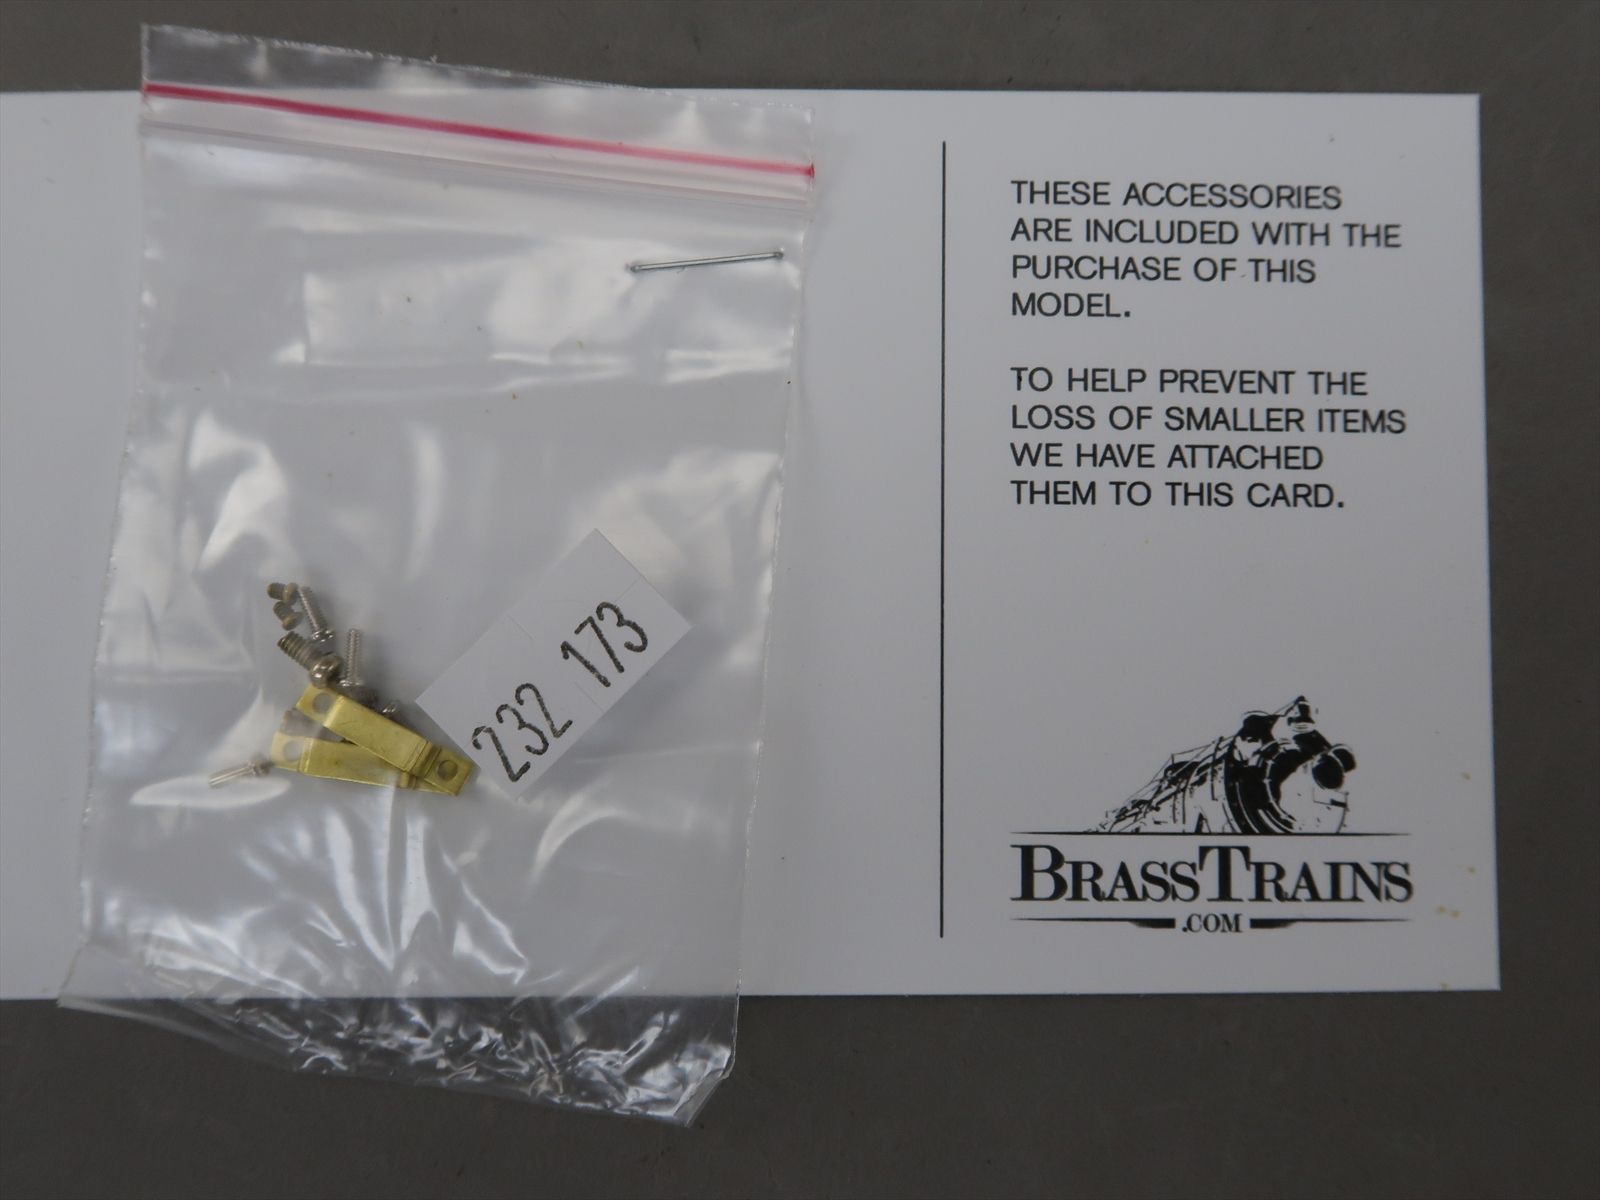 232 173
THESE ACCESSORIES
ARE INCLUDED WITH THE
PURCHASE OF THIS
MODEL.
TO HELP PREVENT THE
LOSS OF SMALLER ITEMS
WE HAVE ATTACHED
THEM TO THIS CARD.
BRASSTRAINS
.COM